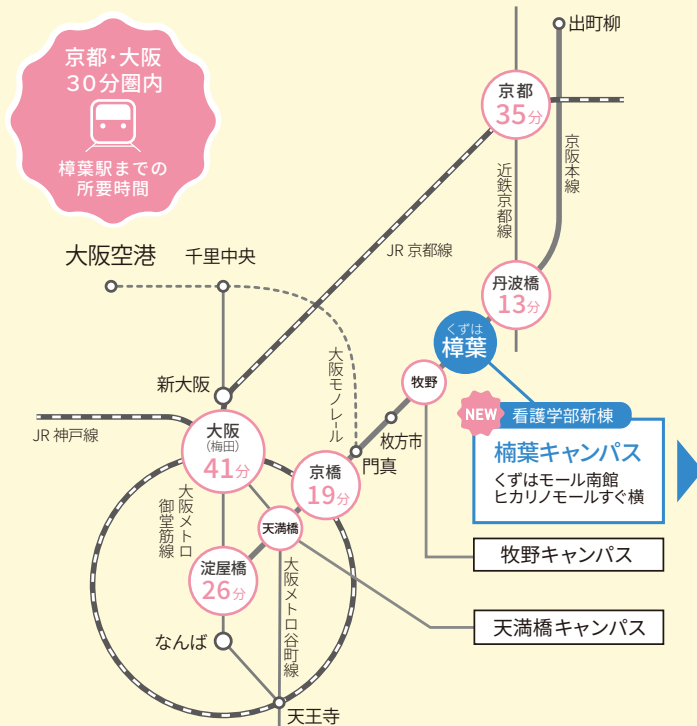 京都・大阪
30分圏内
樟葉駅までの
所要時間
出町柳
京都
35分
京阪本線
近鉄京都線
JR 京都線
大阪空港
千里中央
丹波橋
13分
くずは
樟葉
大阪モノレール
牧野
新大阪
JR 神戸線
大阪
(梅田)
41分
枚方市
門真
京橋
19分
NEW
看護学部新棟
楠葉キャンパス
くずはモール南館
ヒカリノモールすぐ横
大阪メトロ
御堂筋線
天満橋
淀屋橋
26分
大阪メトロ谷町線
牧野キャンパス
天満橋キャンパス
なんば
天王寺